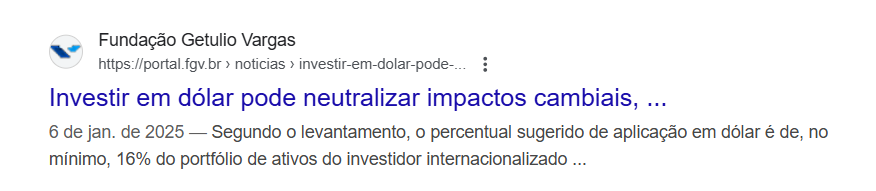 Fundação Getulio Vargas
https://portal.fgv.br › noticias › investir-em-dolar-pode-...
Investir em dólar pode neutralizar impactos cambiais, ...
6 de jan. de 2025 — Segundo o levantamento, o percentual sugerido de aplicação em dólar é de, no
mínimo, 16% do portfólio de ativos do investidor internacionalizado ...